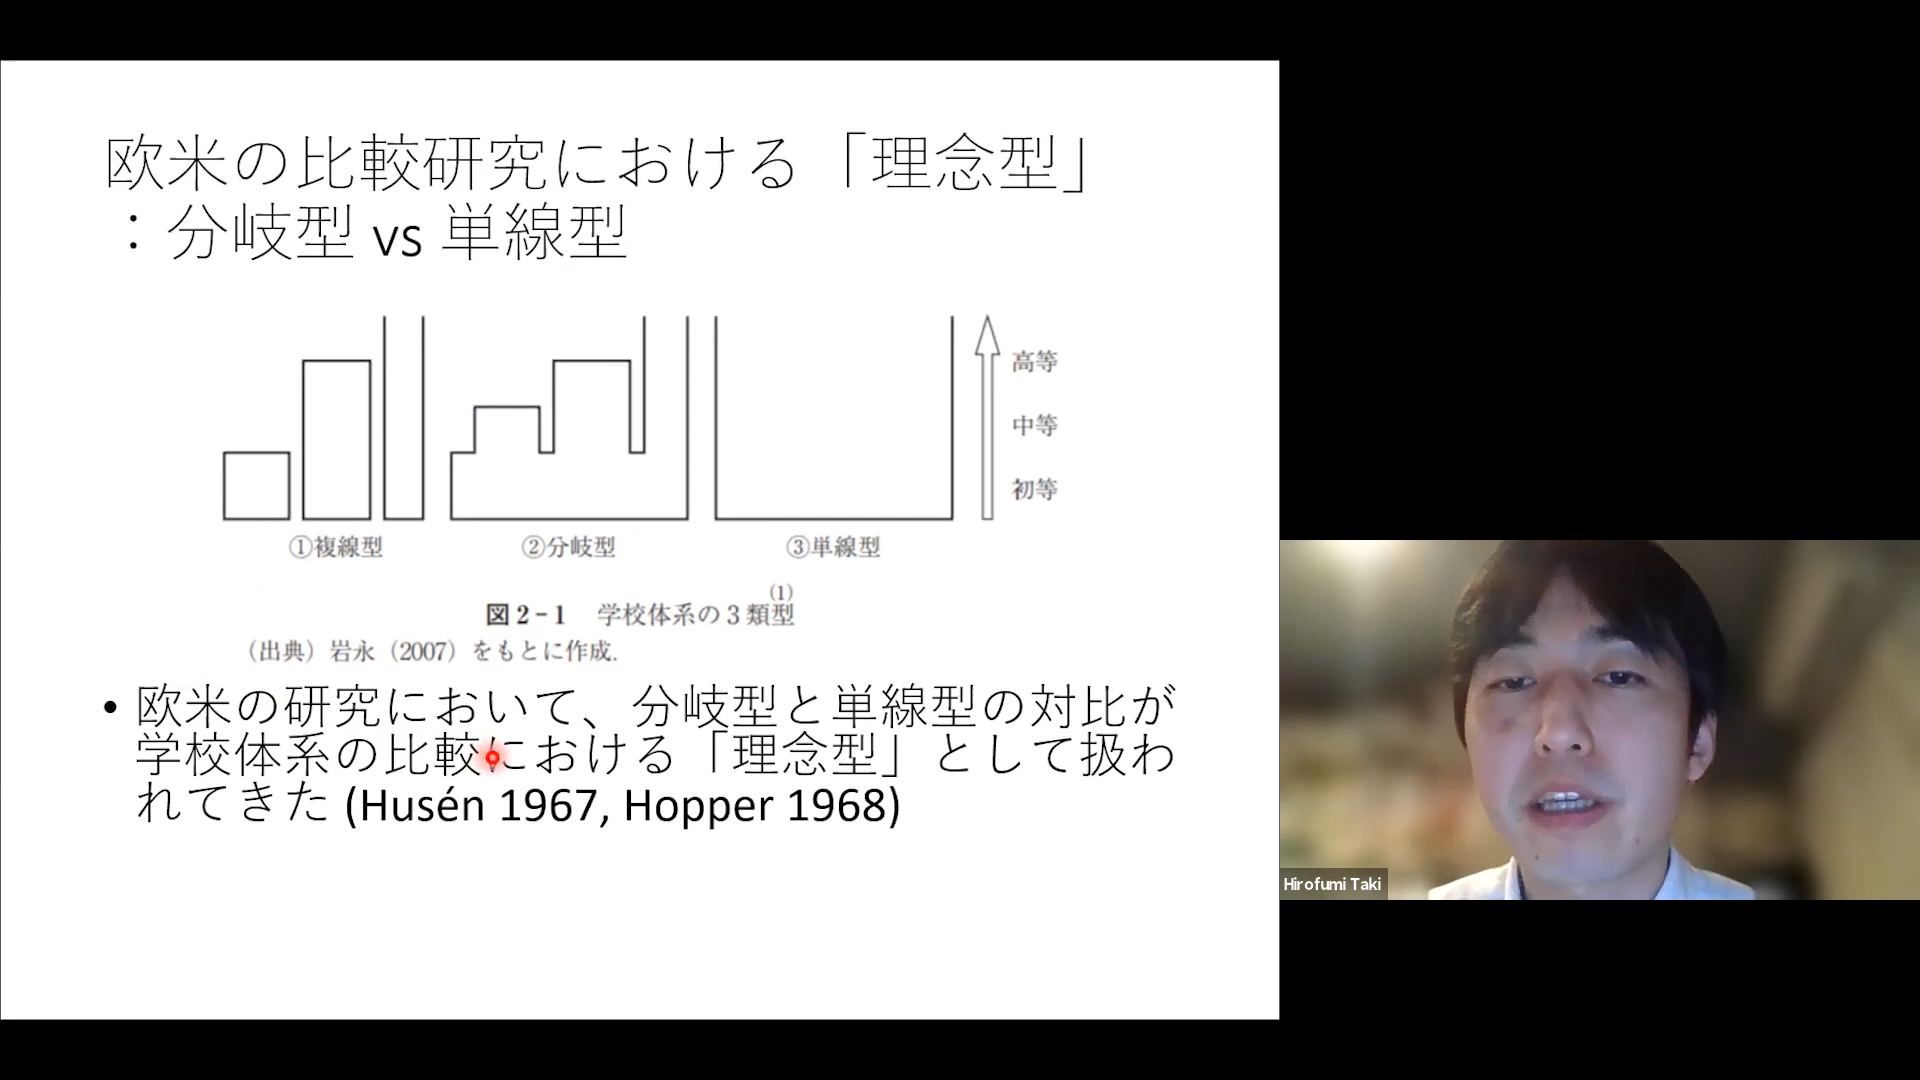 欧米の比較研究における「理念型」
：分岐型 vs 単線型
高等
中等
初等
①複線型
②分岐型
③単線型
(1)
図2-1 学校体系の3類型
（出典）岩永（2007）をもとに作成.
• 欧米の研究において、分岐型と単線型の対比が
学校体系の比較における「理念型」として扱わ
れてきた (Husén 1967, Hopper 1968)
Hirofumi Taki